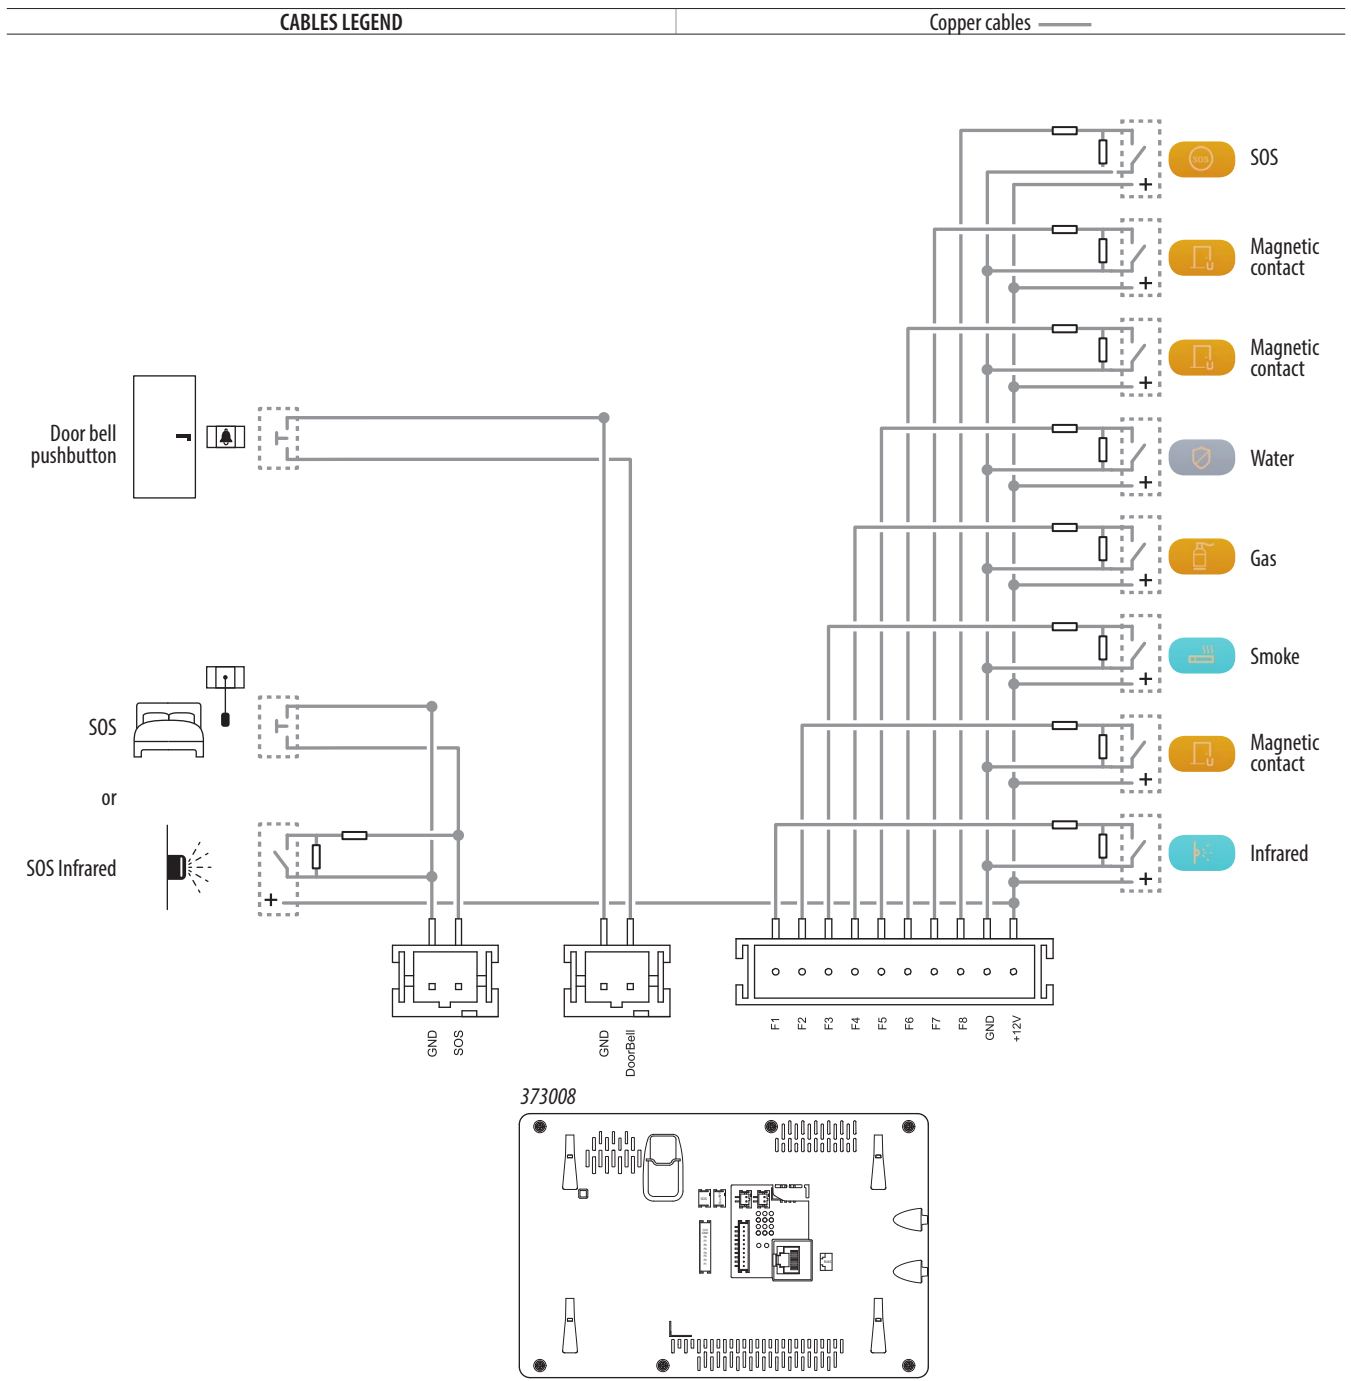 CABLES LEGEND
Copper cables
SOS
SOS
+
Magnetic
contact
+
Magnetic
contact
+
Door bell
pushbutton
Water
+
Gas
+
Smoke
+
SOS
Magnetic
contact
+
or
SOS Infrared
+
Infrared
+
GND
SOS
GND
DoorBell
F1
F2
F3
F4
F5
F6
F7
F8
GND
+12V
373008